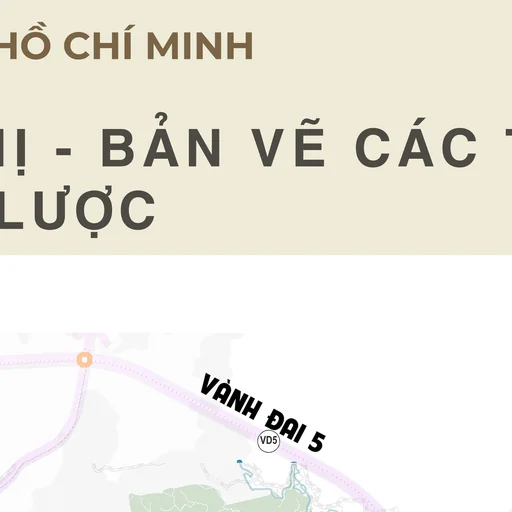 HỒ CHÍ MINH
Ị - BẢN VẼ CÁC
LƯỢC
VÀNH ĐAI 5
VD5